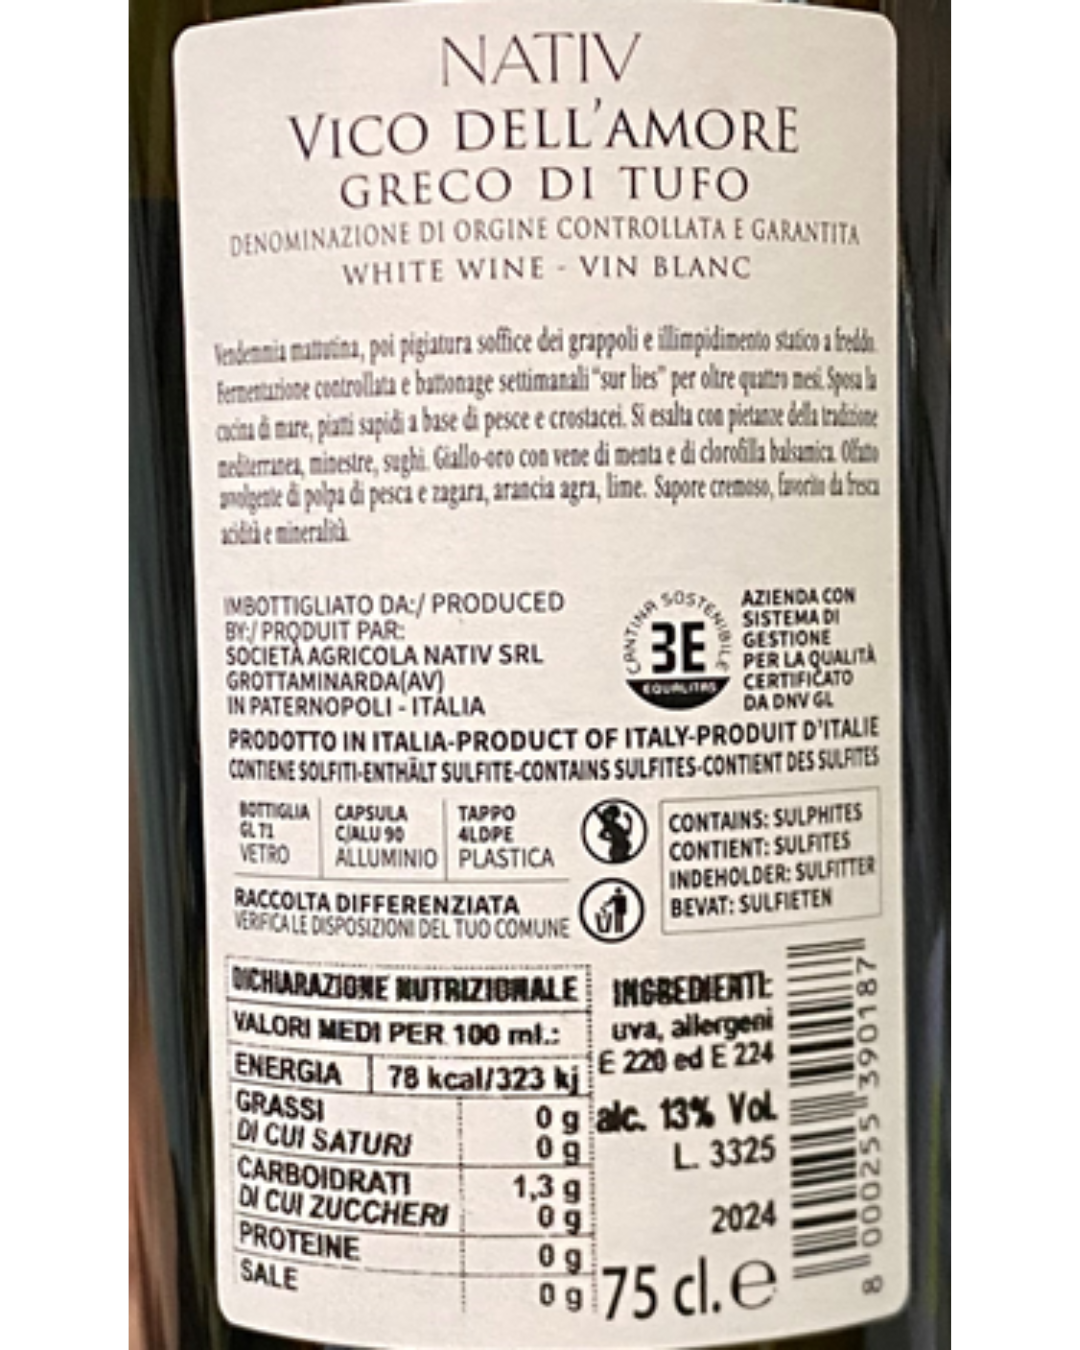 NATIV
VICO DELL'AMORE
GRECO DI TUFO
DENOMINAZIONE DI ORGINE CONTROLLATA E GARANTITA
WHITE WINE - VIN BLANC
Vendemmia mattutina, poi pigiatura soffice dei grappoli e illimpidimento statico a freddo.
Fermentazione controllata e battonage settimanali "sur lies" per oltre quattro mesi. Sposa la
cucina di mare, piatti sapidi a base di pesce e crostacei. Si esalta con pietanze della tradizione
mediterranea, minestre, sughi. Giallo-oro con vene di menta e di clorofilla balsamica. Olfatto
avvolgente di polpa di pesca e zagara, arancia agra, lime. Sapore cremoso, favorito da fresca
acidità e mineralità.
IMBOTTIGLIATO DA:/ PRODUCED
BY:/ PRODUIT PAR:
SOCIETÀ AGRICOLA NATIV SRL
GROTTAMINARDA(AV)
IN PATERNOPOLI - ITALIA
CANTINA SOSTENIBILE
3E
EQUALITAS
AZIENDA CON
SISTEMA DI
GESTIONE
PER LA QUALITÀ
CERTIFICATO
DA DNV GL
PRODOTTO IN ITALIA-PRODUCT OF ITALY-PRODUIT D'ITALIE
CONTIENE SOLFITI-ENTHÄLT SULFITE-CONTAINS SULFITES-CONTIENT DES SULFITES
BOTTIGLIA
GL 71
VETRO
CAPSULA
C/ALU 90
ALLUMINIO
TAPPO
4LDPE
PLASTICA
RACCOLTA DIFFERENZIATA
VERIFICA LE DISPOSIZIONI DEL TUO COMUNE
CONTAINS: SULPHITES
CONTIENT: SULFITES
INDEHOLDER: SULFITTER
BEVAT: SULFIETEN
DICHIARAZIONE NUTRIZIONALE
VALORI MEDI PER 100 ml.:
ENERGIA 78 kcal/323 kj
GRASSI 0 g
DI CUI SATURI 0 g
CARBOIDRATI 1,3 g
DI CUI ZUCCHERI 0 g
PROTEINE 0 g
SALE 0 g
INGREDIENTI:
uva, allergeni
E 220 ed E 224
alc. 13% Vol.
L. 3325
2024
75 cl. e
8 000255 390187